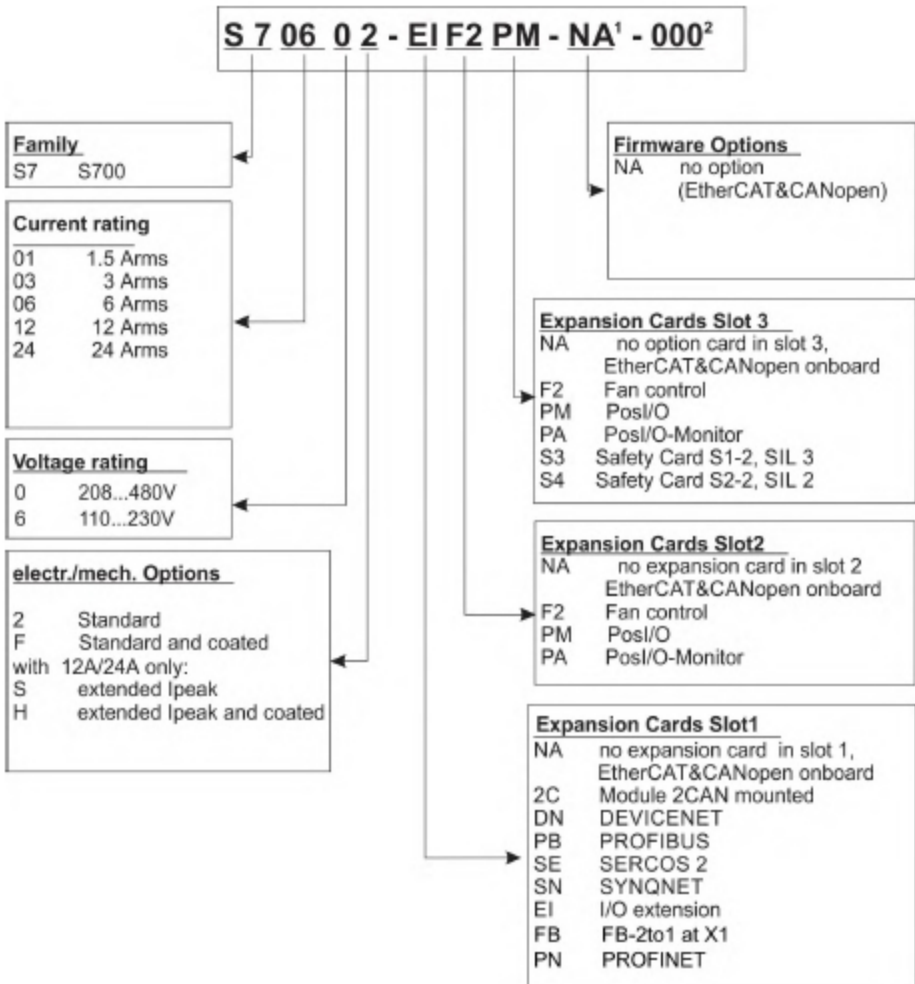 S 7 06 0 2 - EI F2 PM - NA¹ - 000²
Family
S7 S700
Current rating
01 1.5 Arms
03 3 Arms
06 6 Arms
12 12 Arms
24 24 Arms
Voltage rating
0 208...480V
6 110...230V
electr./mech. Options
2 Standard
F Standard and coated
with 12A/24A only:
S extended Ipeak
H extended Ipeak and coated
Firmware Options
NA no option
(EtherCAT&CANopen)
Expansion Cards Slot 3
NA no option card in slot 3,
EtherCAT&CANopen onboard
F2 Fan control
PM PosI/O
PA PosI/O-Monitor
S3 Safety Card S1-2, SIL 3
S4 Safety Card S2-2, SIL 2
Expansion Cards Slot2
NA no expansion card in slot 2
EtherCAT&CANopen onboard
F2 Fan control
PM PosI/O
PA PosI/O-Monitor
Expansion Cards Slot1
NA no expansion card in slot 1,
EtherCAT&CANopen onboard
2C Module 2CAN mounted
DN DEVICENET
PB PROFIBUS
SE SERCOS 2
SN SYNQNET
EI I/O extension
FB FB-2to1 at X1
PN PROFINET